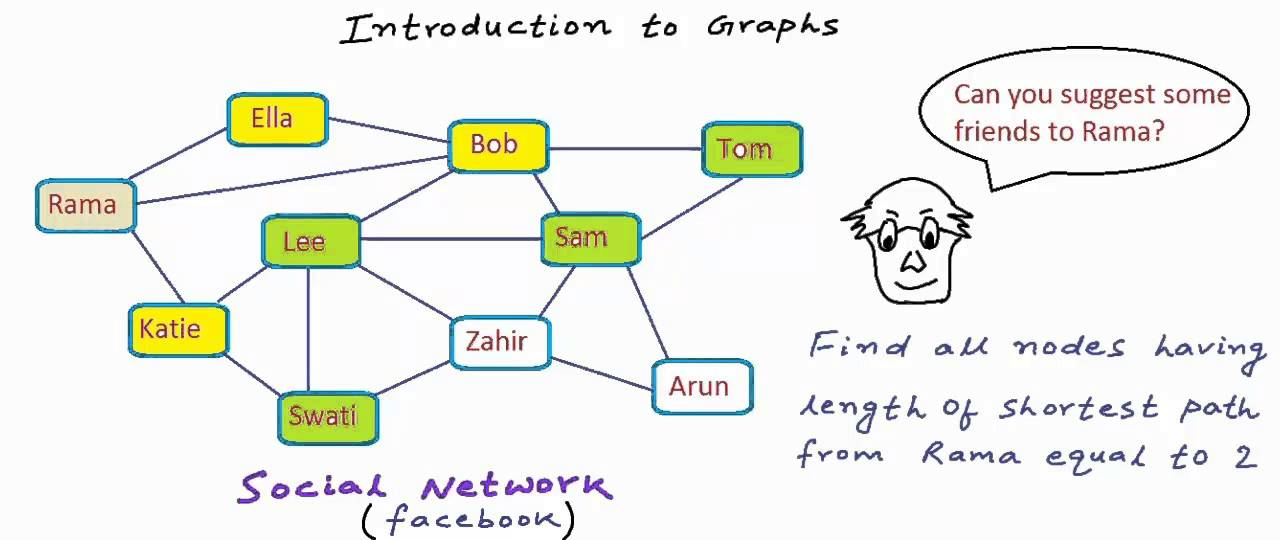 Introduction to Graphs
Can you suggest some
friends to Rama?
Ella
Bob
Tom
Rama
Lee
Sam
Katie
Zahir
Arun
Swati
Find all nodes having
length of shortest path
from Rama equal to 2
Social Network
(facebook)